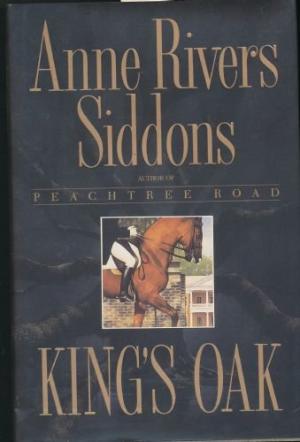 Anne Rivers
Siddons
AUTHOR OF
PEACHTREE ROAD
KING'S OAK